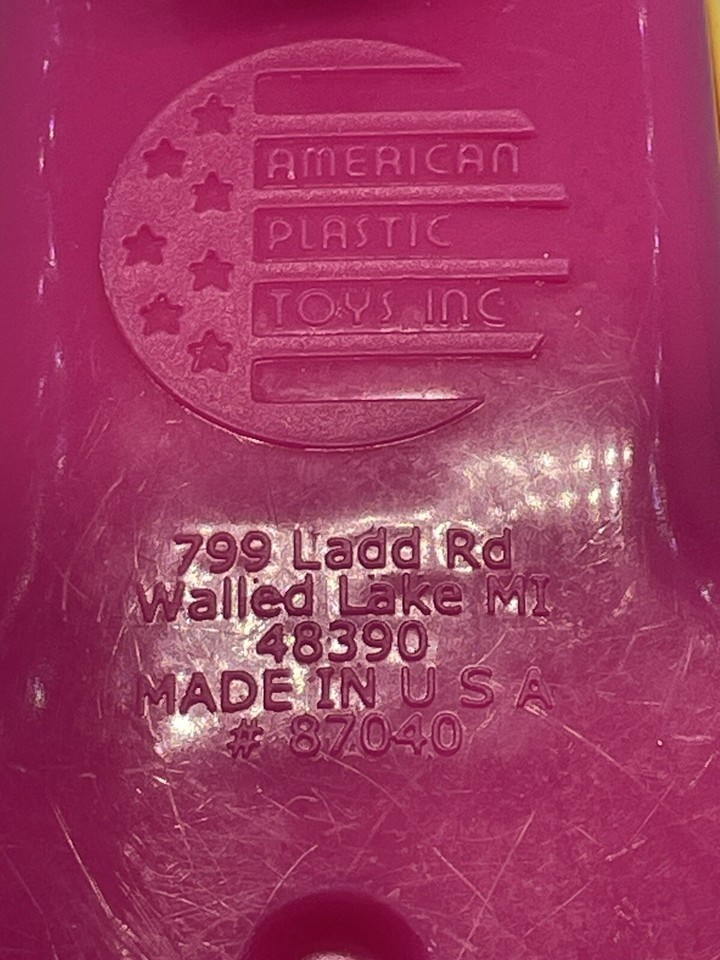 AMERICAN
PLASTIC
TOYS INC
799 Ladd Rd
Walled Lake MI
48390
MADE IN U S A
# 87040